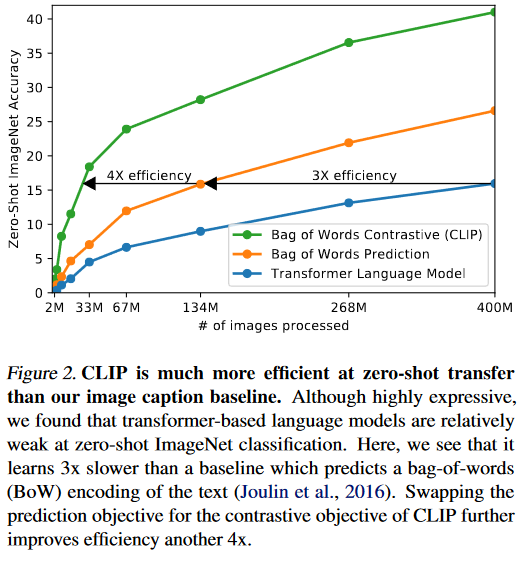 40
35
30
25
20
15
10
5
0
Zero-Shot ImageNet Accuracy
4X efficiency
3X efficiency
Bag of Words Contrastive (CLIP)
Bag of Words Prediction
Transformer Language Model
2M 33M 67M 134M 268M 400M
# of images processed
Figure 2. CLIP is much more efficient at zero-shot transfer
than our image caption baseline. Although highly expressive,
we found that transformer-based language models are relatively
weak at zero-shot ImageNet classification. Here, we see that it
learns 3x slower than a baseline which predicts a bag-of-words
(BoW) encoding of the text (Joulin et al., 2016). Swapping the
prediction objective for the contrastive objective of CLIP further
improves efficiency another 4x.